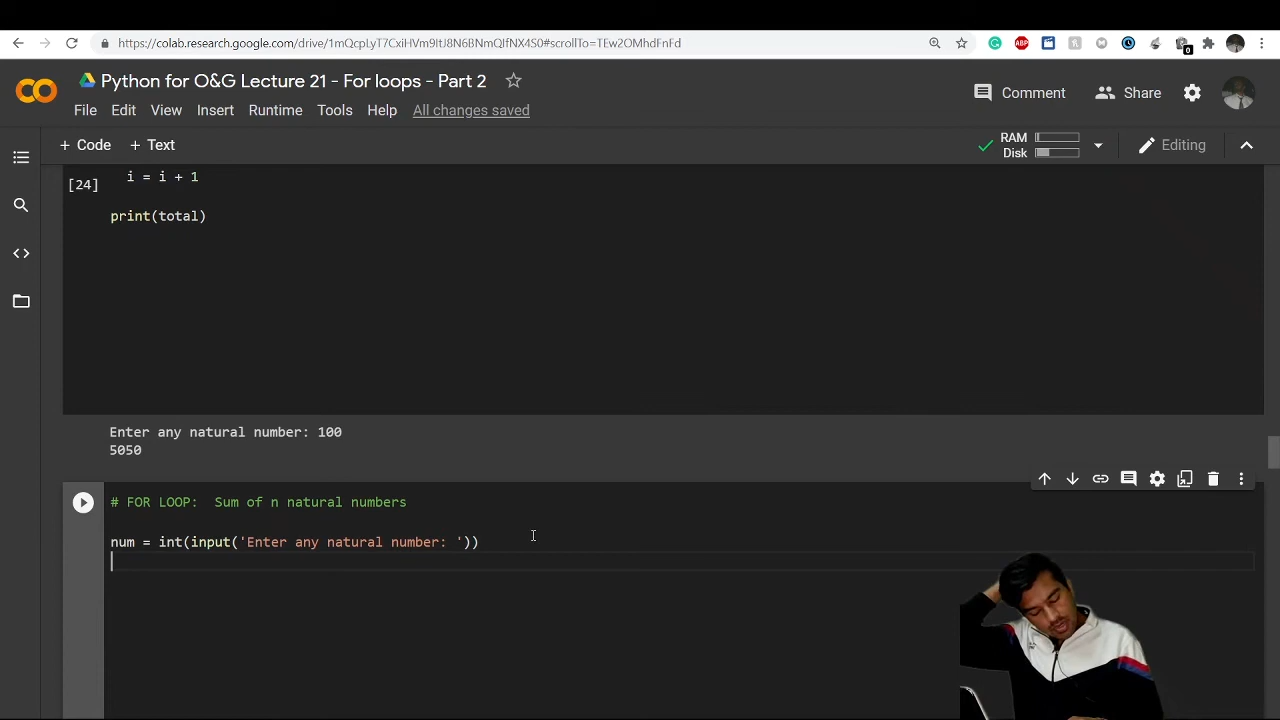 https://colab.research.google.com/drive/1mQcpLyT7CxiHVm9ItJ8N6BNmQIfNX4S0#scrollTo=TEw2OMhdFnFd
Python for O&G Lecture 21 - For loops - Part 2
Comment
Share
File Edit View Insert Runtime Tools Help All changes saved
+ Code + Text
RAM
Disk
Editing
i = i + 1
[24]
print(total)
Enter any natural number: 100
5050
# FOR LOOP:  Sum of n natural numbers
num = int(input('Enter any natural number: '))